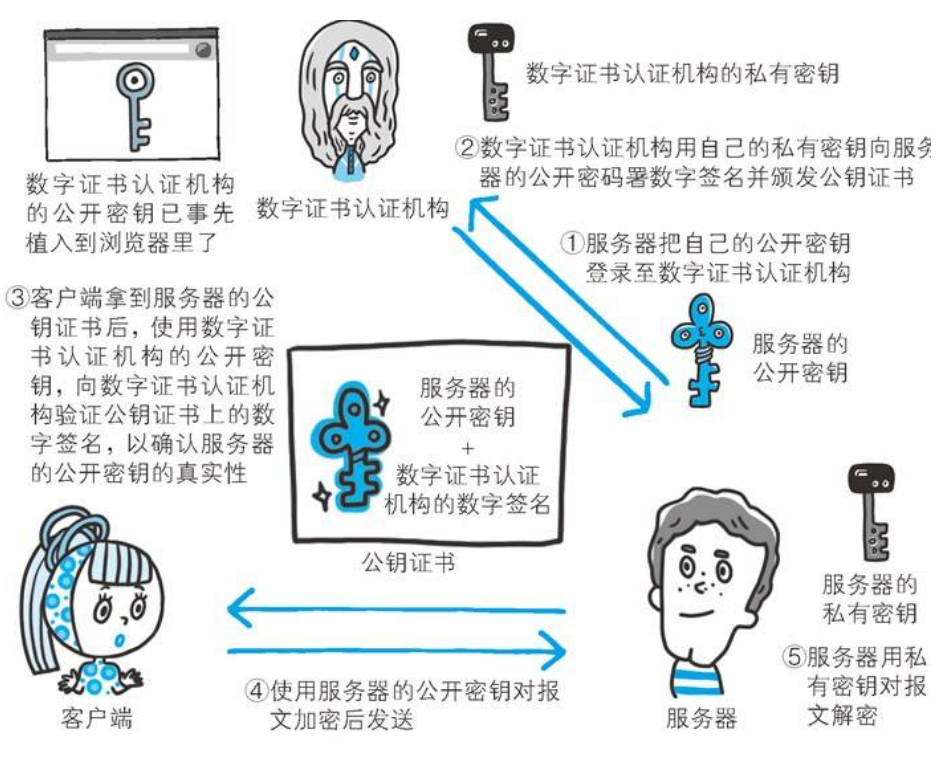 数字证书认证机构
的公开密钥已事先
植入到浏览器里了
数字证书认证机构
数字证书认证机构的私有密钥
②数字证书认证机构用自己的私有密钥向服务
器的公开密码署数字签名并颁发公钥证书
①服务器把自己的公开密钥
登录至数字证书认证机构
服务器的
公开密钥
③客户端拿到服务器的公
钥证书后，使用数字证
书认证机构的公开密
钥，向数字证书认证机
构验证公钥证书上的数
字签名，以确认服务器
的公开密钥的真实性
服务器的
公开密钥
+
数字证书认证
机构的数字签名
公钥证书
客户端
④使用服务器的公开密钥对报
文加密后发送
服务器
服务器的
私有密钥
⑤服务器用私
有密钥对报
文解密